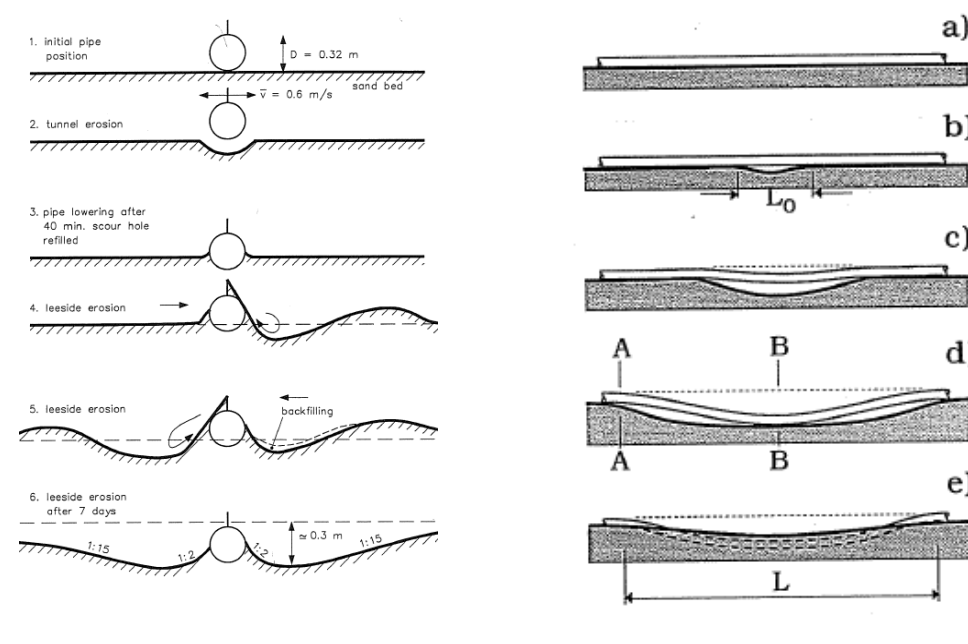 1. initial pipe
position
D = 0.32 m
sand bed
v̅ = 0.6 m/s
2. tunnel erosion
3. pipe lowering after
40 min. scour hole
refilled
4. leeside erosion
5. leeside erosion
backfilling
6. leeside erosion
after 7 days
≃ 0.3 m
1:15
1:2
1:2
1:15
a)
b)
L₀
c)
d)
A B
A B
e)
L